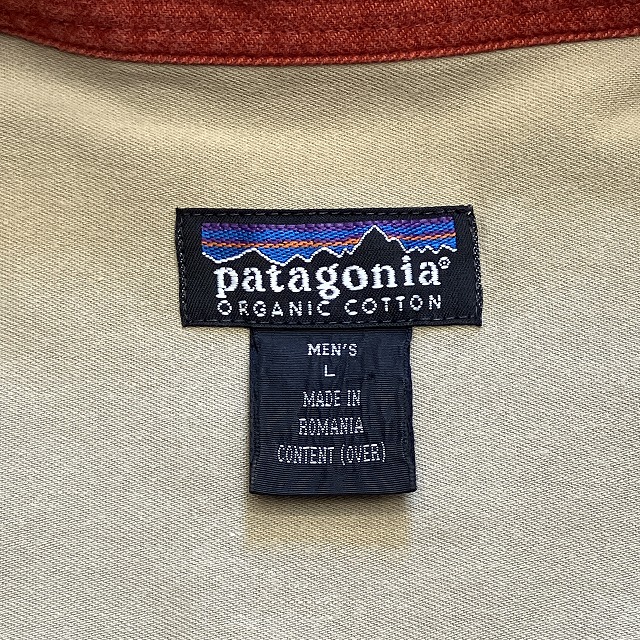 patagonia®
ORGANIC COTTON
MEN'S
L
MADE IN
ROMANIA
CONTENT (OVER)